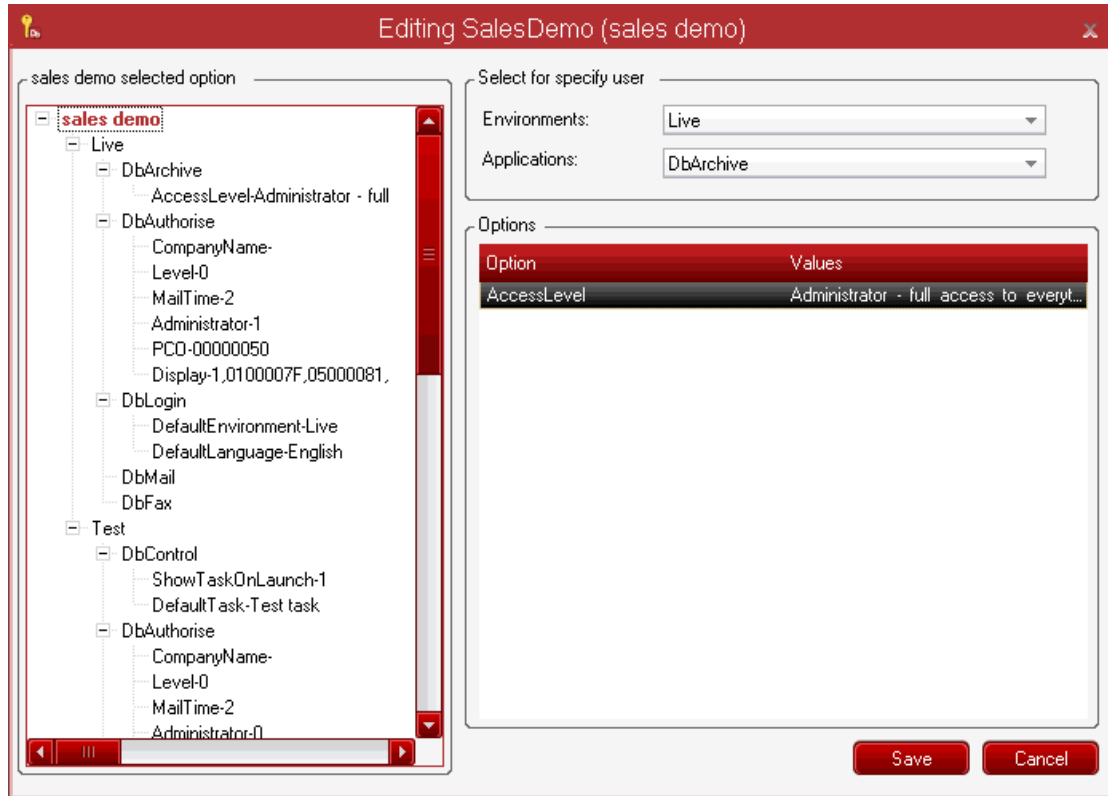 Editing SalesDemo (sales demo)
x
sales demo selected option
sales demo
Live
DbArchive
AccessLevel-Administrator - full
DbAuthorise
CompanyName-
Level-0
MailTime-2
Administrator-1
PCO-00000050
Display-1,0100007F,05000081,
DbLogin
DefaultEnvironment-Live
DefaultLanguage-English
DbMail
DbFax
Test
DbControl
ShowTaskOnLaunch-1
DefaultTask-Test task
DbAuthorise
CompanyName-
Level-0
MailTime-2
Administrator-0
Select for specify user
Environments: Live
Applications: DbArchive
Options
Option Values
AccessLevel Administrator - full access to everyt...
Save Cancel